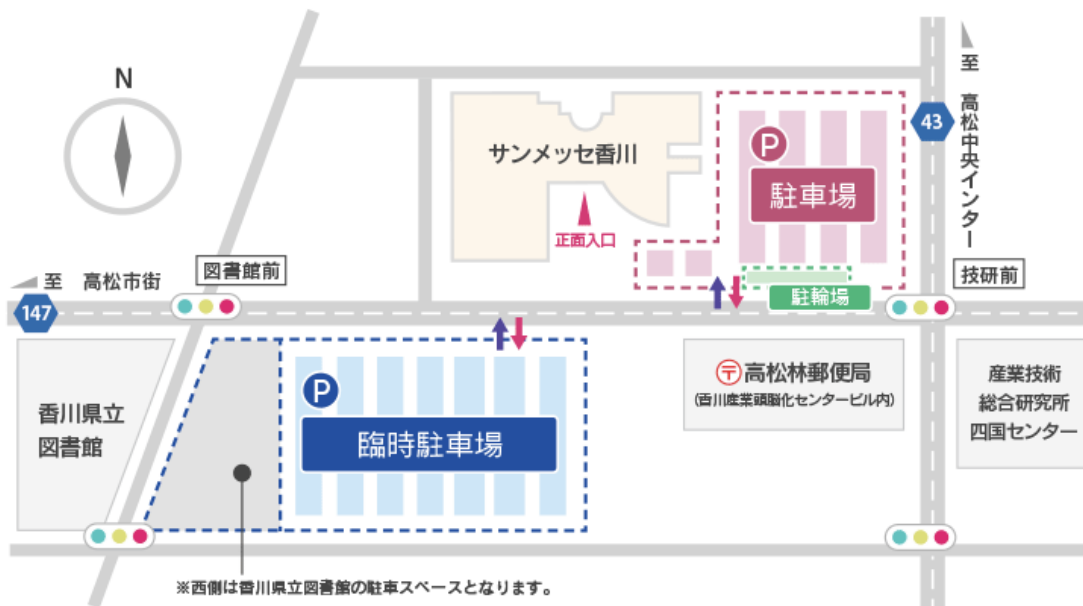 N
至
高松中央インター
43
サンメッセ香川
P
駐車場
正面入口
至 高松市街
図書館前
技研前
147
駐輪場
香川県立
図書館
P
臨時駐車場
〒高松林郵便局
(香川産業頭脳化センタービル内)
産業技術
総合研究所
四国センター
※西側は香川県立図書館の駐車スペースとなります。